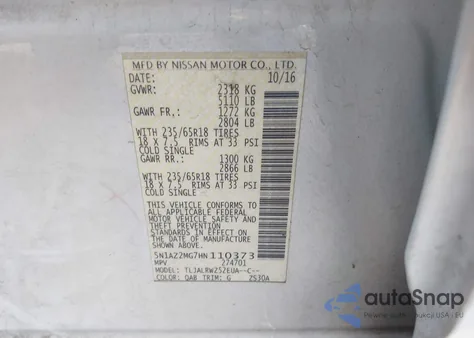 MFD BY NISSAN MOTOR CO., LTD.
DATE: 10/16
GVWR: 2318 KG
5110 LB
GAWR FR.: 1272 KG
2804 LB
WITH 235/65R18 TIRES
18 X 7.5 RIMS AT 33 PSI
COLD SINGLE
GAWR RR.: 1300 KG
2866 LB
WITH 235/65R18 TIRES
18 X 7.5 RIMS AT 33 PSI
COLD SINGLE
THIS VEHICLE CONFORMS TO
ALL APPLICABLE FEDERAL
MOTOR VEHICLE SAFETY
AND THEFT PREVENTION
STANDARDS IN EFFECT ON THE
DATE OF MANUFACTURE
SHOWN ABOVE.
5N1AZ2MG7HN110373
MPV 274701
MODEL: TLJALRWZ52EUA--C--
COLOR: QAB TRIM: G Z530A
autoSnap